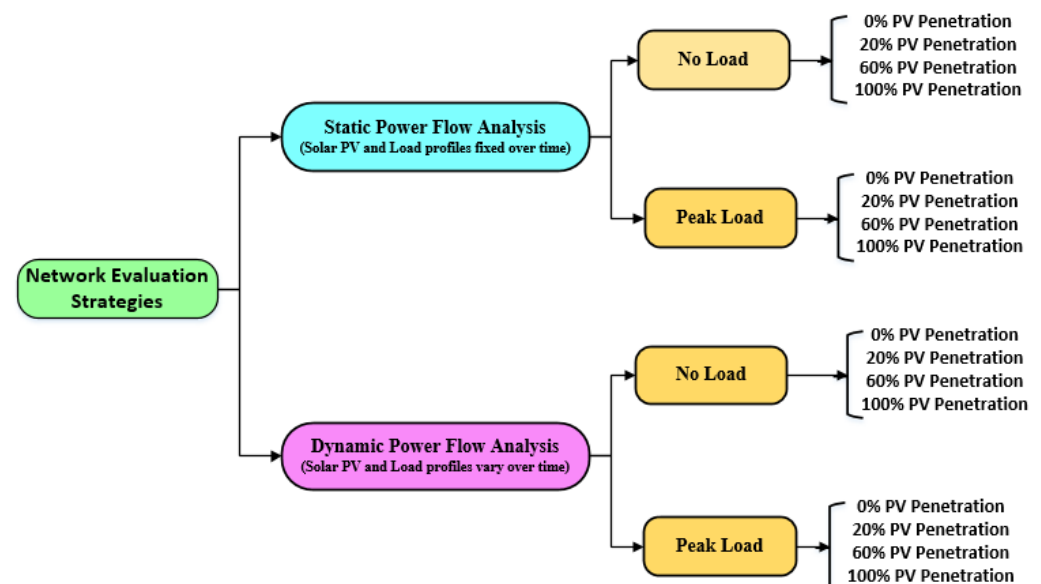 Network Evaluation
Strategies
Static Power Flow Analysis
(Solar PV and Load profiles fixed over time)
No Load
0% PV Penetration
20% PV Penetration
60% PV Penetration
100% PV Penetration
Peak Load
0% PV Penetration
20% PV Penetration
60% PV Penetration
100% PV Penetration
Dynamic Power Flow Analysis
(Solar PV and Load profiles vary over time)
No Load
0% PV Penetration
20% PV Penetration
60% PV Penetration
100% PV Penetration
Peak Load
0% PV Penetration
20% PV Penetration
60% PV Penetration
100% PV Penetration